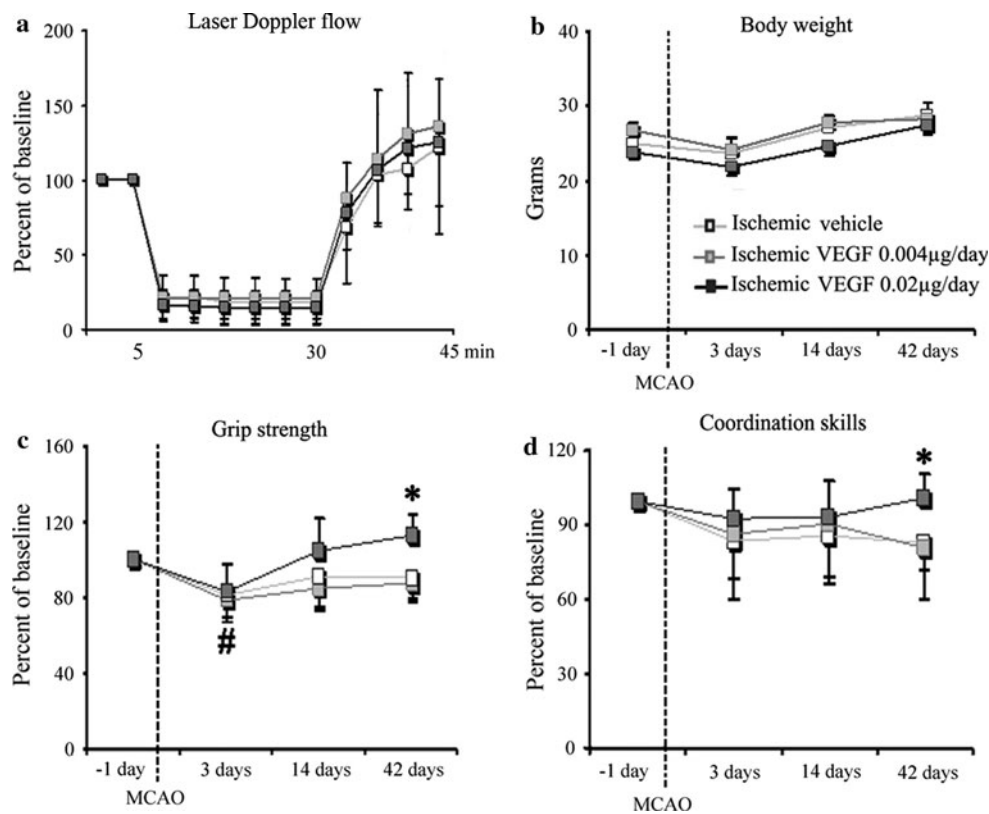 a
Laser Doppler flow
Percent of baseline
200
150
100
50
0
5
30
45 min
b
Body weight
Grams
40
30
20
10
0
Ischemic vehicle
Ischemic VEGF 0.004µg/day
Ischemic VEGF 0.02µg/day
-1 day
3 days
14 days
42 days
MCAO
c
Grip strength
Percent of baseline
160
120
80
40
0
*
#
-1 day
3 days
14 days
42 days
MCAO
d
Coordination skills
Percent of baseline
120
90
60
30
0
*
-1 day
3 days
14 days
42 days
MCAO